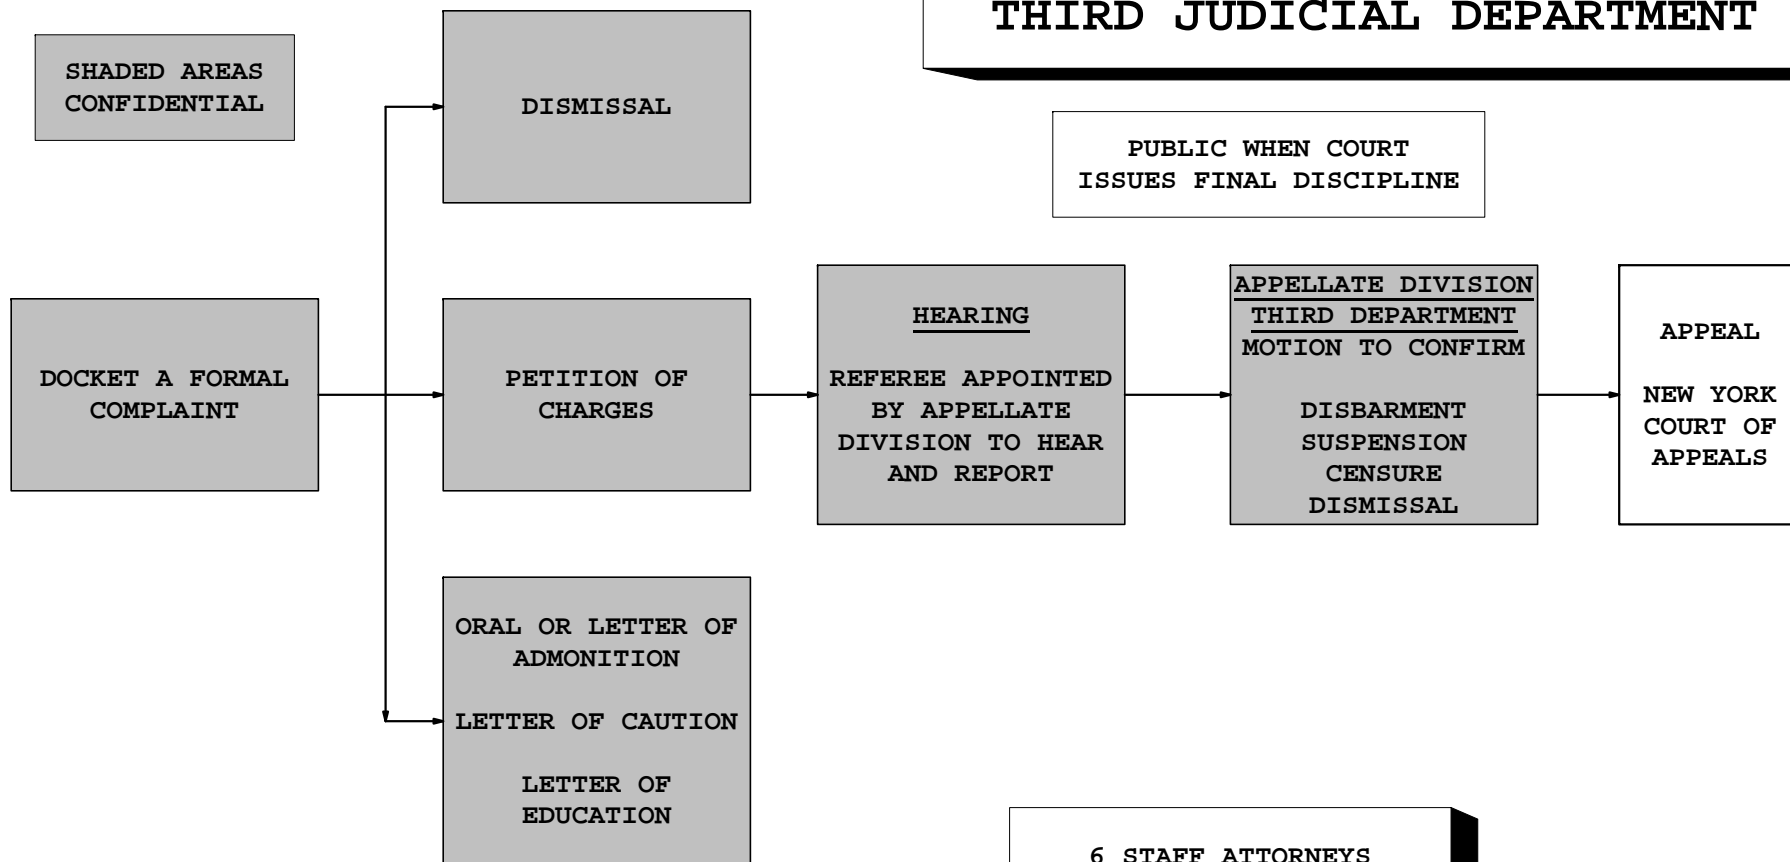 THIRD JUDICIAL DEPARTMENT
SHADED AREAS
CONFIDENTIAL
DISMISSAL
PUBLIC WHEN COURT
ISSUES FINAL DISCIPLINE
DOCKET A FORMAL
COMPLAINT
PETITION OF
CHARGES
HEARING
REFEREE APPOINTED
BY APPELLATE
DIVISION TO HEAR
AND REPORT
APPELLATE DIVISION
THIRD DEPARTMENT
MOTION TO CONFIRM
DISBARMENT
SUSPENSION
CENSURE
DISMISSAL
APPEAL
NEW YORK
COURT OF
APPEALS
ORAL OR LETTER OF
ADMONITION
LETTER OF CAUTION
LETTER OF
EDUCATION
6 STAFF ATTORNEYS